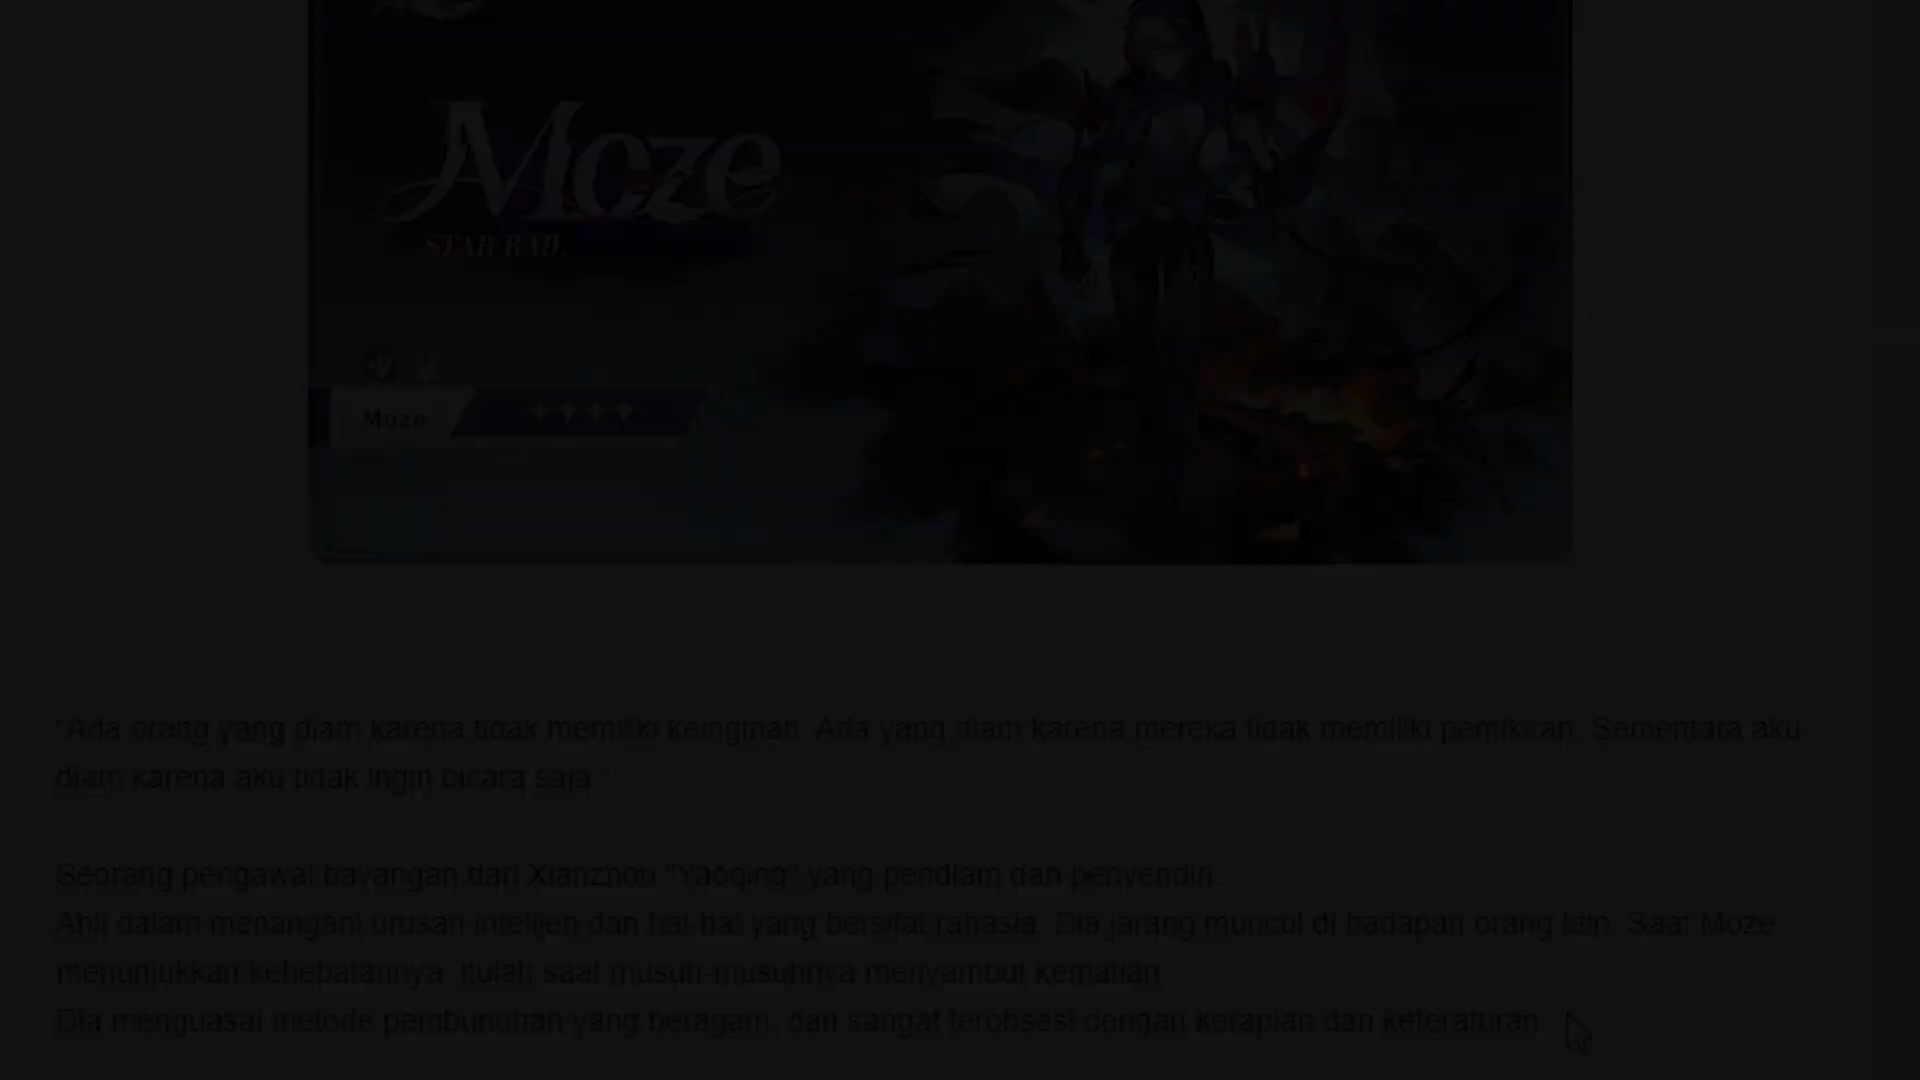 Moze
STAR RAIL
Moze
"Ada orang yang diam karena tidak memiliki keinginan. Ada yang diam karena mereka tidak memiliki pemikiran. Sementara aku
diam karena aku tidak ingin bicara saja."
Seorang pengawal bayangan dari Xianzhou "Yaoqing" yang pendiam dan penyendiri.
Ahli dalam menangani urusan intelijen dan hal-hal yang bersifat rahasia. Dia jarang muncul di hadapan orang lain. Saat Moze
menunjukkan kehebatannya, itulah saat musuh-musuhnya menyambut kematian.
Dia menguasai metode pembunuhan yang beragam, dan sangat terobsesi dengan kerapian dan keteraturan.